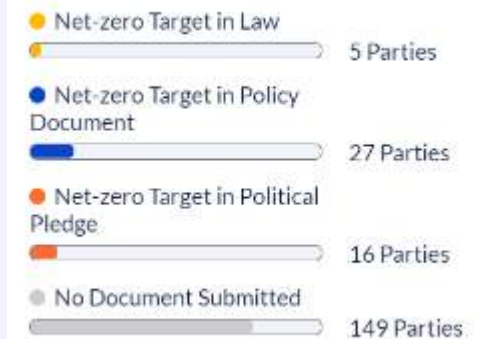 Net-zero Target in Law
5 Parties
Net-zero Target in Policy
Document
27 Parties
Net-zero Target in Political
Pledge
16 Parties
No Document Submitted
149 Parties